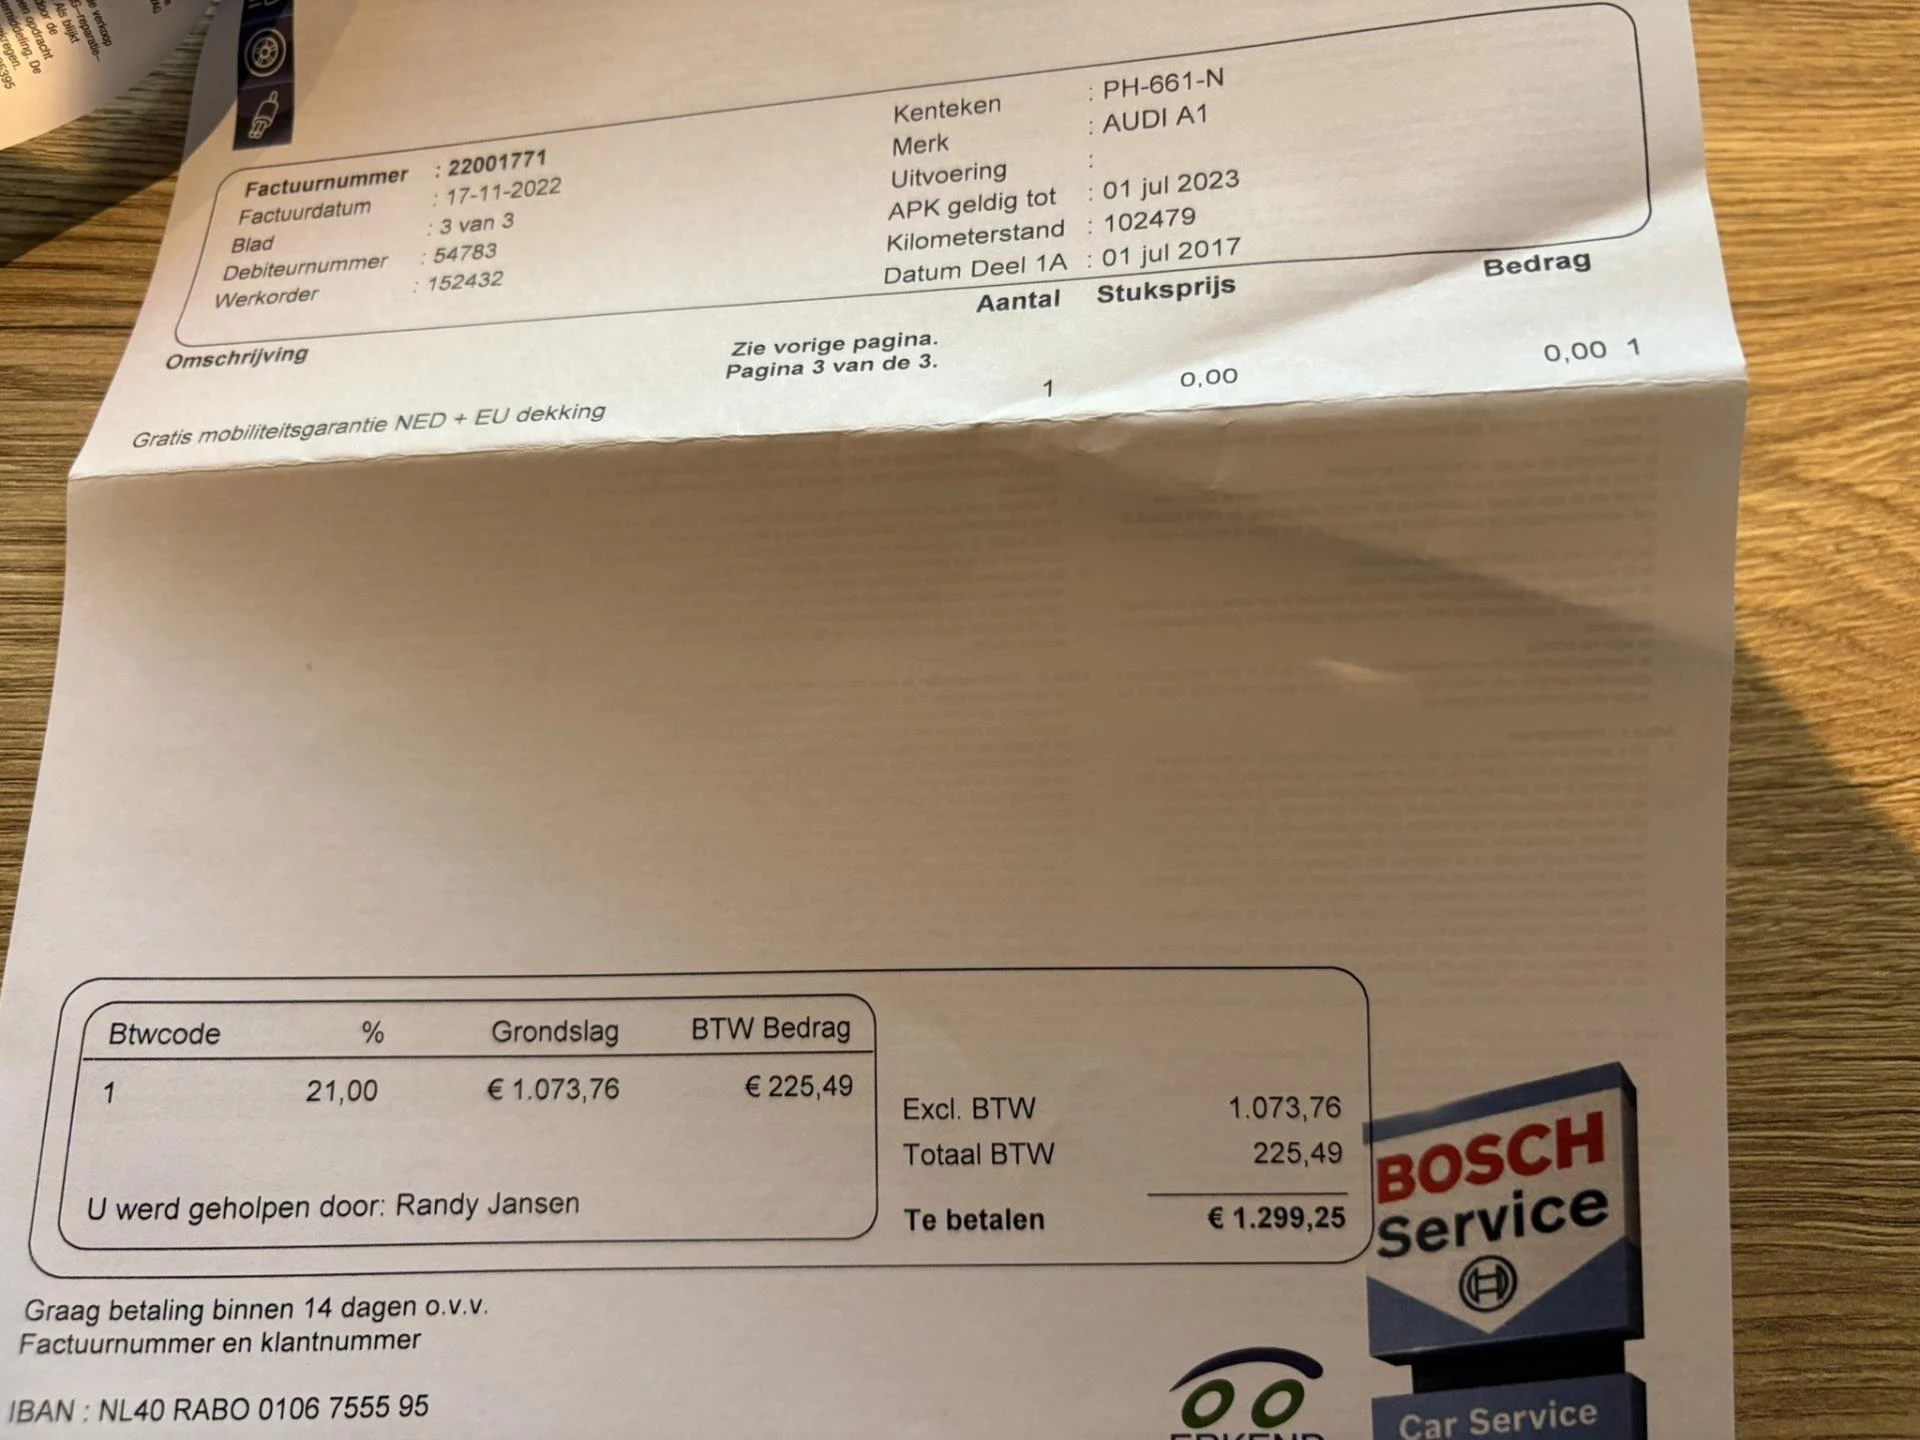 Factuurnummer : 22001771
Factuurdatum : 17-11-2022
Blad : 3 van 3
Debiteurnummer : 54783
Werkorder : 152432
Kenteken : PH-661-N
Merk : AUDI A1
Uitvoering :
APK geldig tot : 01 jul 2023
Kilometerstand : 102479
Datum Deel 1A : 01 jul 2017
Omschrijving Aantal Stuksprijs Bedrag
Zie vorige pagina.
Pagina 3 van de 3.
Gratis mobiliteitsgarantie NED + EU dekking 1 0,00 0,00 1
Btwcode % Grondslag BTW Bedrag
1 21,00 € 1.073,76 € 225,49
U werd geholpen door: Randy Jansen
Excl. BTW 1.073,76
Totaal BTW 225,49
Te betalen € 1.299,25
BOSCH
Service
Car Service
Graag betaling binnen 14 dagen o.v.v.
Factuurnummer en klantnummer
IBAN : NL40 RABO 0106 7555 95